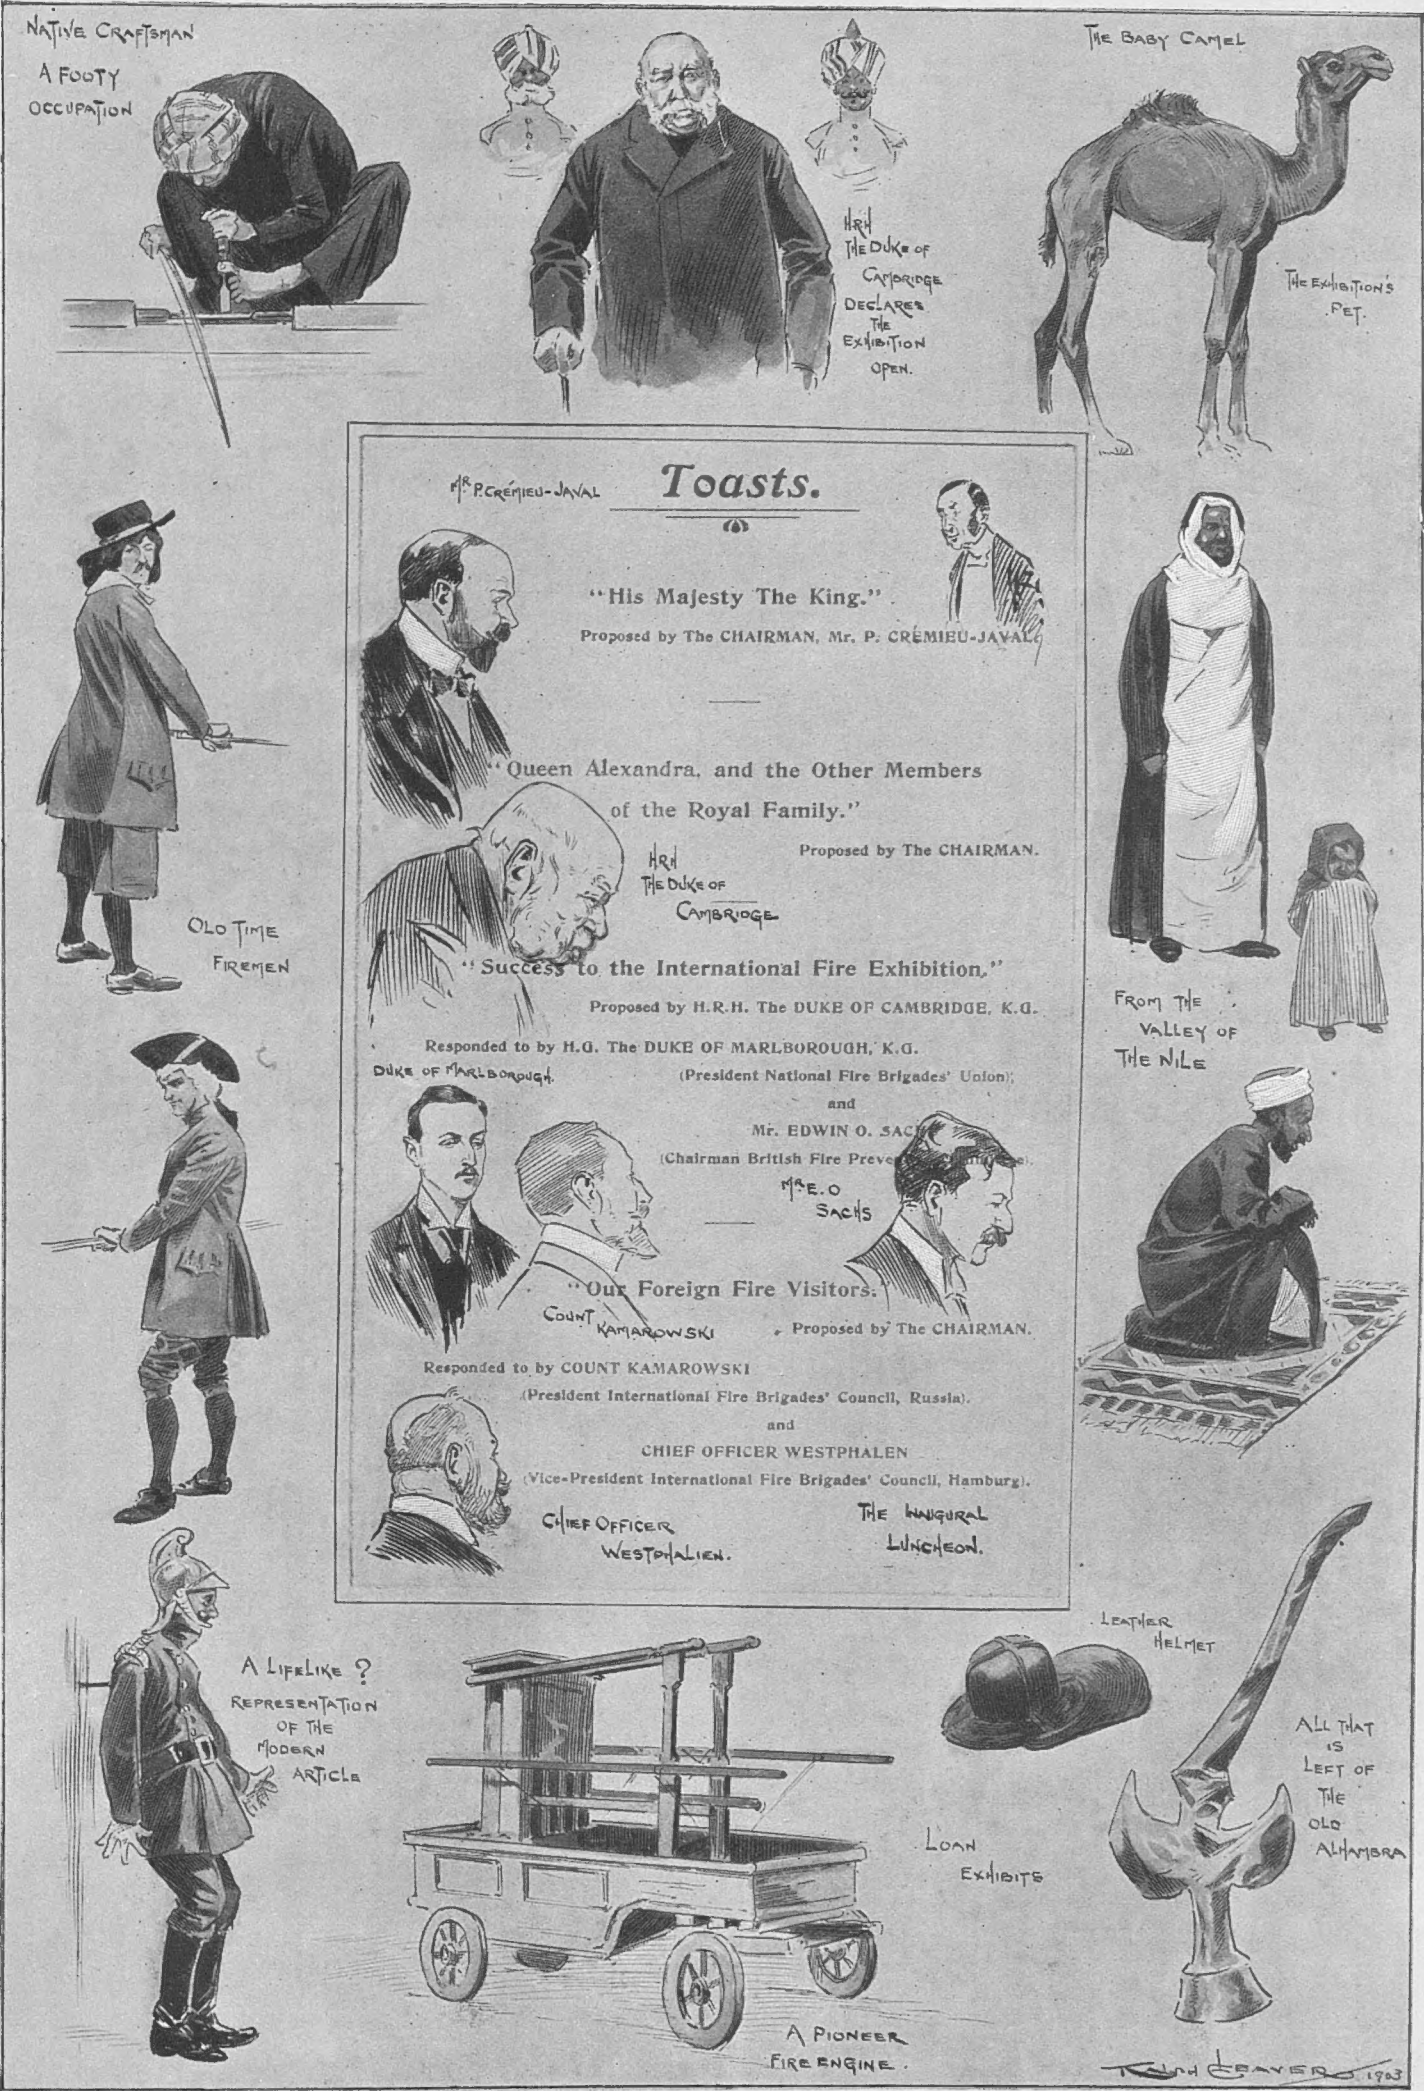 NATIVE CRAFTSMAN
A FOOTY
OCCUPATION
HRH
THE DUKE OF
CAMBRIDGE
DECLARES
THE
EXHIBITION
OPEN.
THE BABY CAMEL
THE EXHIBITION'S
PET.
Toasts.
MR P. CRÉMIEU-JAVAL
"His Majesty The King."
Proposed by The CHAIRMAN, Mr. P. CRÉMIEU-JAVAL.
"Queen Alexandra, and the Other Members
of the Royal Family."
Proposed by The CHAIRMAN.
HRH
THE DUKE OF
CAMBRIDGE
"Success to the International Fire Exhibition."
Proposed by H.R.H. The DUKE OF CAMBRIDGE, K.G.
Responded to by H.G. The DUKE OF MARLBOROUGH, K.G.
DUKE OF MARLBOROUGH.
(President National Fire Brigades' Union);
and
Mr. EDWIN O. SACHS
(Chairman British Fire
MR E. O
SACHS
"Our Foreign Fire Visitors."
COUNT
KAMAROWSKI
Proposed by The CHAIRMAN.
Responded to by COUNT KAMAROWSKI
(President International Fire Brigades' Council, Russia).
and
CHIEF OFFICER WESTPHALEN
(Vice-President International Fire Brigades' Council, Hamburg).
CHIEF OFFICER
WESTPHALIEN.
THE INAUGURAL
LUNCHEON.
OLD TIME
FIREMEN
FROM THE
VALLEY OF
THE NILE
A LIFELIKE ?
REPRESENTATION
OF THE
MODERN
ARTICLE
A PIONEER
FIRE ENGINE.
LEATHER
HELMET
LOAN
EXHIBITS
ALL THAT
IS
LEFT OF
THE
OLD
ALHAMBRA
RALPH CLEAVER 1903